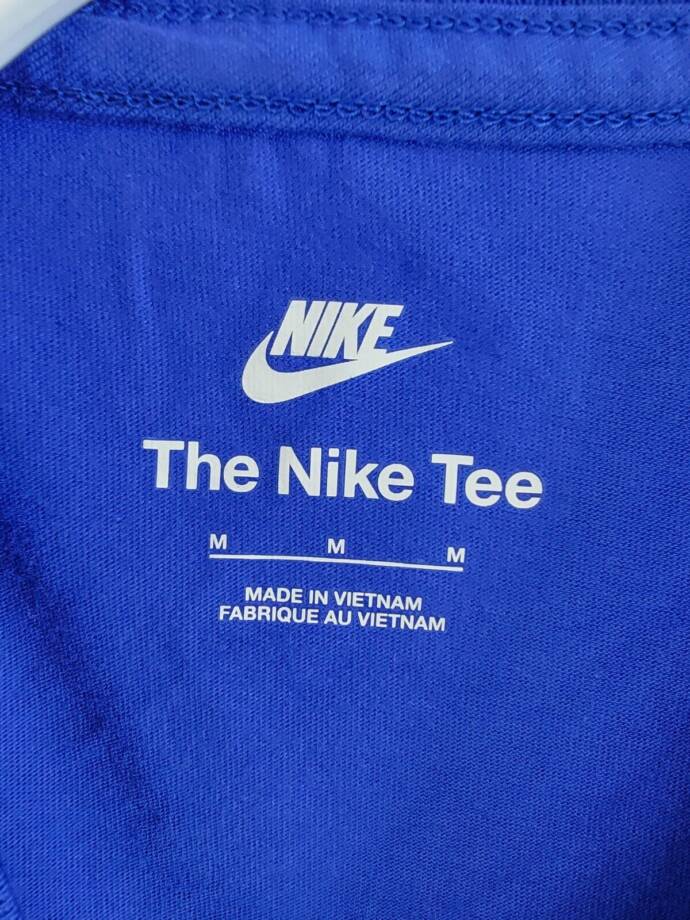 NIKE
The Nike Tee
M M M
MADE IN VIETNAM
FABRIQUE AU VIETNAM